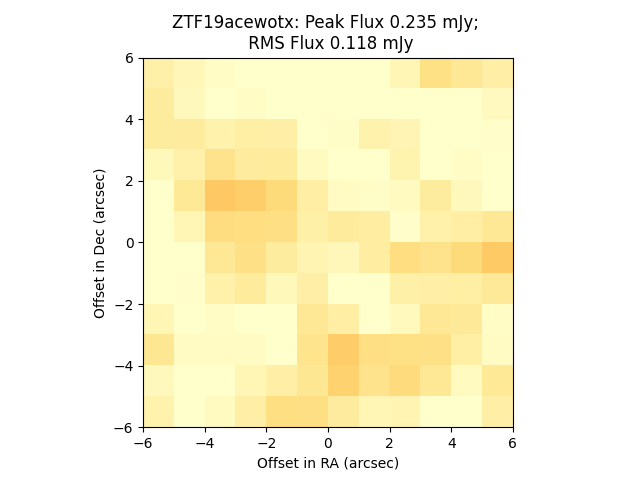 ZTF19acewotx: Peak Flux 0.235 mJy;
RMS Flux 0.118 mJy
6
4
2
0
−2
−4
−6
Offset in Dec (arcsec)
−6 −4 −2 0 2 4 6
Offset in RA (arcsec)